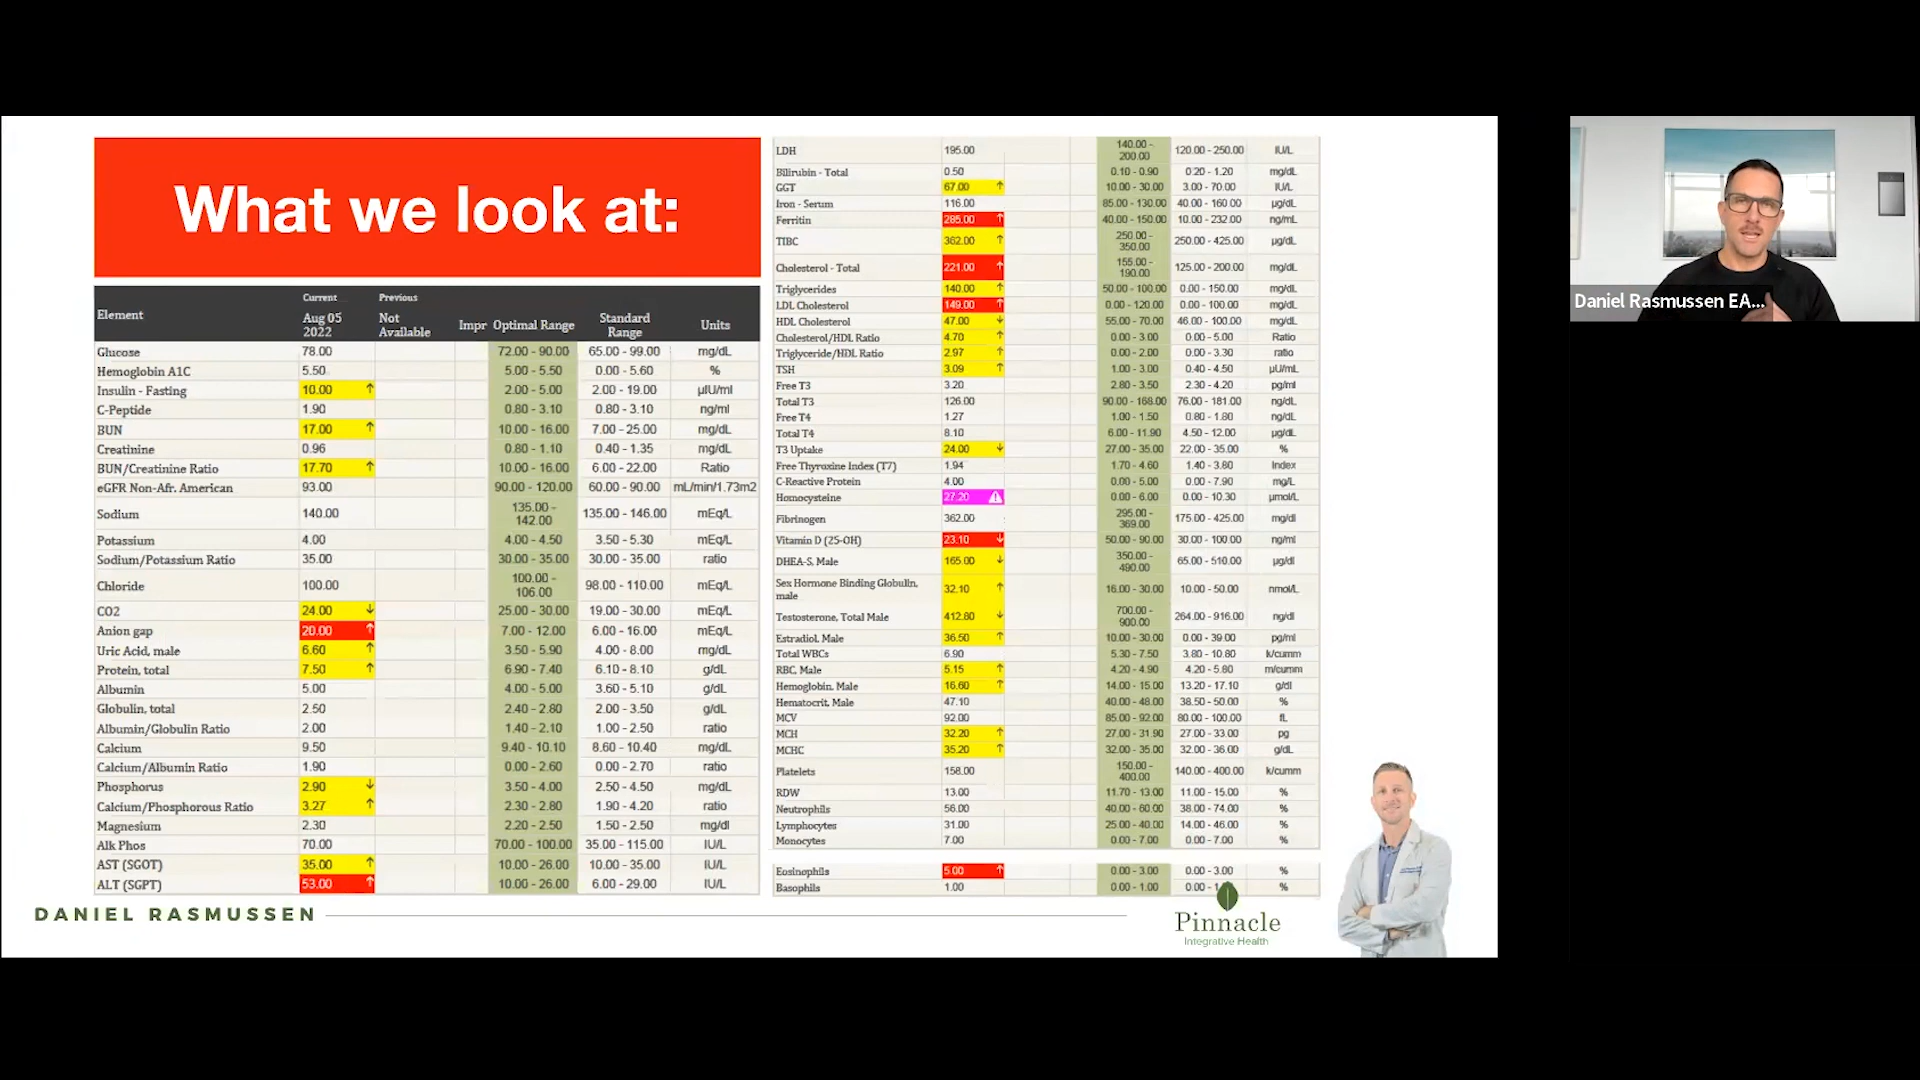 What we look at:
Element Current Aug 05 2022 Previous Not Available Impr Optimal Range Standard Range Units
Glucose 78.00 72.00 - 90.00 65.00 - 99.00 mg/dL
Hemoglobin A1C 5.50 5.00 - 5.50 0.00 - 5.60 %
Insulin - Fasting 10.00 ↑ 2.00 - 5.00 2.00 - 19.00 µIU/ml
C-Peptide 1.90 0.80 - 3.10 0.80 - 3.10 ng/ml
BUN 17.00 ↑ 10.00 - 16.00 7.00 - 25.00 mg/dL
Creatinine 0.96 0.80 - 1.10 0.40 - 1.35 mg/dL
BUN/Creatinine Ratio 17.70 ↑ 10.00 - 16.00 6.00 - 22.00 Ratio
eGFR Non-Afr. American 93.00 90.00 - 120.00 60.00 - 90.00 mL/min/1.73m2
Sodium 140.00 135.00 - 142.00 135.00 - 146.00 mEq/L
Potassium 4.00 4.00 - 4.50 3.50 - 5.30 mEq/L
Sodium/Potassium Ratio 35.00 30.00 - 35.00 30.00 - 35.00 ratio
Chloride 100.00 100.00 - 106.00 98.00 - 110.00 mEq/L
CO2 24.00 ↓ 25.00 - 30.00 19.00 - 30.00 mEq/L
Anion gap 20.00 ↑ 7.00 - 12.00 6.00 - 16.00 mEq/L
Uric Acid, male 6.60 ↑ 3.50 - 5.90 4.00 - 8.00 mg/dL
Protein, total 7.50 ↑ 6.90 - 7.40 6.10 - 8.10 g/dL
Albumin 5.00 4.00 - 5.00 3.60 - 5.10 g/dL
Globulin, total 2.50 2.40 - 2.80 2.00 - 3.50 g/dL
Albumin/Globulin Ratio 2.00 1.40 - 2.10 1.00 - 2.50 ratio
Calcium 9.50 9.40 - 10.10 8.60 - 10.40 mg/dL
Calcium/Albumin Ratio 1.90 0.00 - 2.60 0.00 - 2.70 ratio
Phosphorus 2.90 ↓ 3.50 - 4.00 2.50 - 4.50 mg/dL
Calcium/Phosphorous Ratio 3.27 ↑ 2.30 - 2.80 1.90 - 4.20 ratio
Magnesium 2.30 2.20 - 2.50 1.50 - 2.50 mg/dl
Alk Phos 70.00 70.00 - 100.00 35.00 - 115.00 IU/L
AST (SGOT) 35.00 ↑ 10.00 - 26.00 10.00 - 35.00 IU/L
ALT (SGPT) 53.00 ↑ 10.00 - 26.00 6.00 - 29.00 IU/L
LDH 195.00 140.00 - 200.00 120.00 - 250.00 IU/L
Bilirubin - Total 0.50 0.10 - 0.90 0.20 - 1.20 mg/dL
GGT 67.00 ↑ 10.00 - 30.00 3.00 - 70.00 IU/L
Iron - Serum 116.00 85.00 - 130.00 40.00 - 160.00 µg/dL
Ferritin 285.00 ↑ 40.00 - 150.00 10.00 - 232.00 ng/mL
TIBC 362.00 ↑ 250.00 - 350.00 250.00 - 425.00 µg/dL
Cholesterol - Total 221.00 ↑ 155.00 - 190.00 125.00 - 200.00 mg/dL
Triglycerides 140.00 ↑ 50.00 - 100.00 0.00 - 150.00 mg/dL
LDL Cholesterol 149.00 ↑ 0.00 - 120.00 0.00 - 100.00 mg/dL
HDL Cholesterol 47.00 ↓ 55.00 - 70.00 46.00 - 100.00 mg/dL
Cholesterol/HDL Ratio 4.70 ↑ 0.00 - 3.00 0.00 - 5.00 Ratio
Triglyceride/HDL Ratio 2.97 ↑ 0.00 - 2.00 0.00 - 3.30 ratio
TSH 3.09 ↑ 1.00 - 3.00 0.40 - 4.50 µU/mL
Free T3 3.20 2.80 - 3.50 2.30 - 4.20 pg/ml
Total T3 126.00 90.00 - 168.00 76.00 - 181.00 ng/dL
Free T4 1.27 1.00 - 1.50 0.80 - 1.80 ng/dL
Total T4 8.10 6.00 - 11.90 4.50 - 12.00 µg/dL
T3 Uptake 24.00 ↓ 27.00 - 35.00 22.00 - 35.00 %
Free Thyroxine Index (T7) 1.94 1.70 - 4.60 1.40 - 3.80 Index
C-Reactive Protein 4.00 0.00 - 5.00 0.00 - 7.90 mg/L
Homocysteine 27.20 0.00 - 6.00 0.00 - 10.30 µmol/L
Fibrinogen 362.00 295.00 - 369.00 175.00 - 425.00 mg/dl
Vitamin D (25-OH) 23.10 ↓ 50.00 - 90.00 30.00 - 100.00 ng/ml
DHEA-S, Male 165.00 ↓ 350.00 - 490.00 65.00 - 510.00 µg/dl
Sex Hormone Binding Globulin, male 32.10 ↑ 16.00 - 30.00 10.00 - 50.00 nmol/L
Testosterone, Total Male 412.80 ↓ 700.00 - 900.00 264.00 - 916.00 ng/dl
Estradiol, Male 36.50 ↑ 10.00 - 30.00 0.00 - 39.00 pg/ml
Total WBCs 6.90 5.30 - 7.50 3.80 - 10.80 k/cumm
RBC, Male 5.15 ↑ 4.20 - 4.90 4.20 - 5.80 m/cumm
Hemoglobin, Male 16.60 ↑ 14.00 - 15.00 13.20 - 17.10 g/dl
Hematocrit, Male 47.10 40.00 - 48.00 38.50 - 50.00 %
MCV 92.00 85.00 - 92.00 80.00 - 100.00 fL
MCH 32.20 ↑ 27.00 - 31.90 27.00 - 33.00 pg
MCHC 35.20 ↑ 32.00 - 35.00 32.00 - 36.00 g/dL
Platelets 158.00 150.00 - 400.00 140.00 - 400.00 k/cumm
RDW 13.00 11.70 - 13.00 11.00 - 15.00 %
Neutrophils 56.00 40.00 - 60.00 38.00 - 74.00 %
Lymphocytes 31.00 25.00 - 40.00 14.00 - 46.00 %
Monocytes 7.00 0.00 - 7.00 0.00 - 7.00 %
Eosinophils 5.00 ↑ 0.00 - 3.00 0.00 - 3.00 %
Basophils 1.00 0.00 - 1.00 0.00 - %
DANIEL RASMUSSEN
Pinnacle
Integrative Health
Daniel Rasmussen EA...